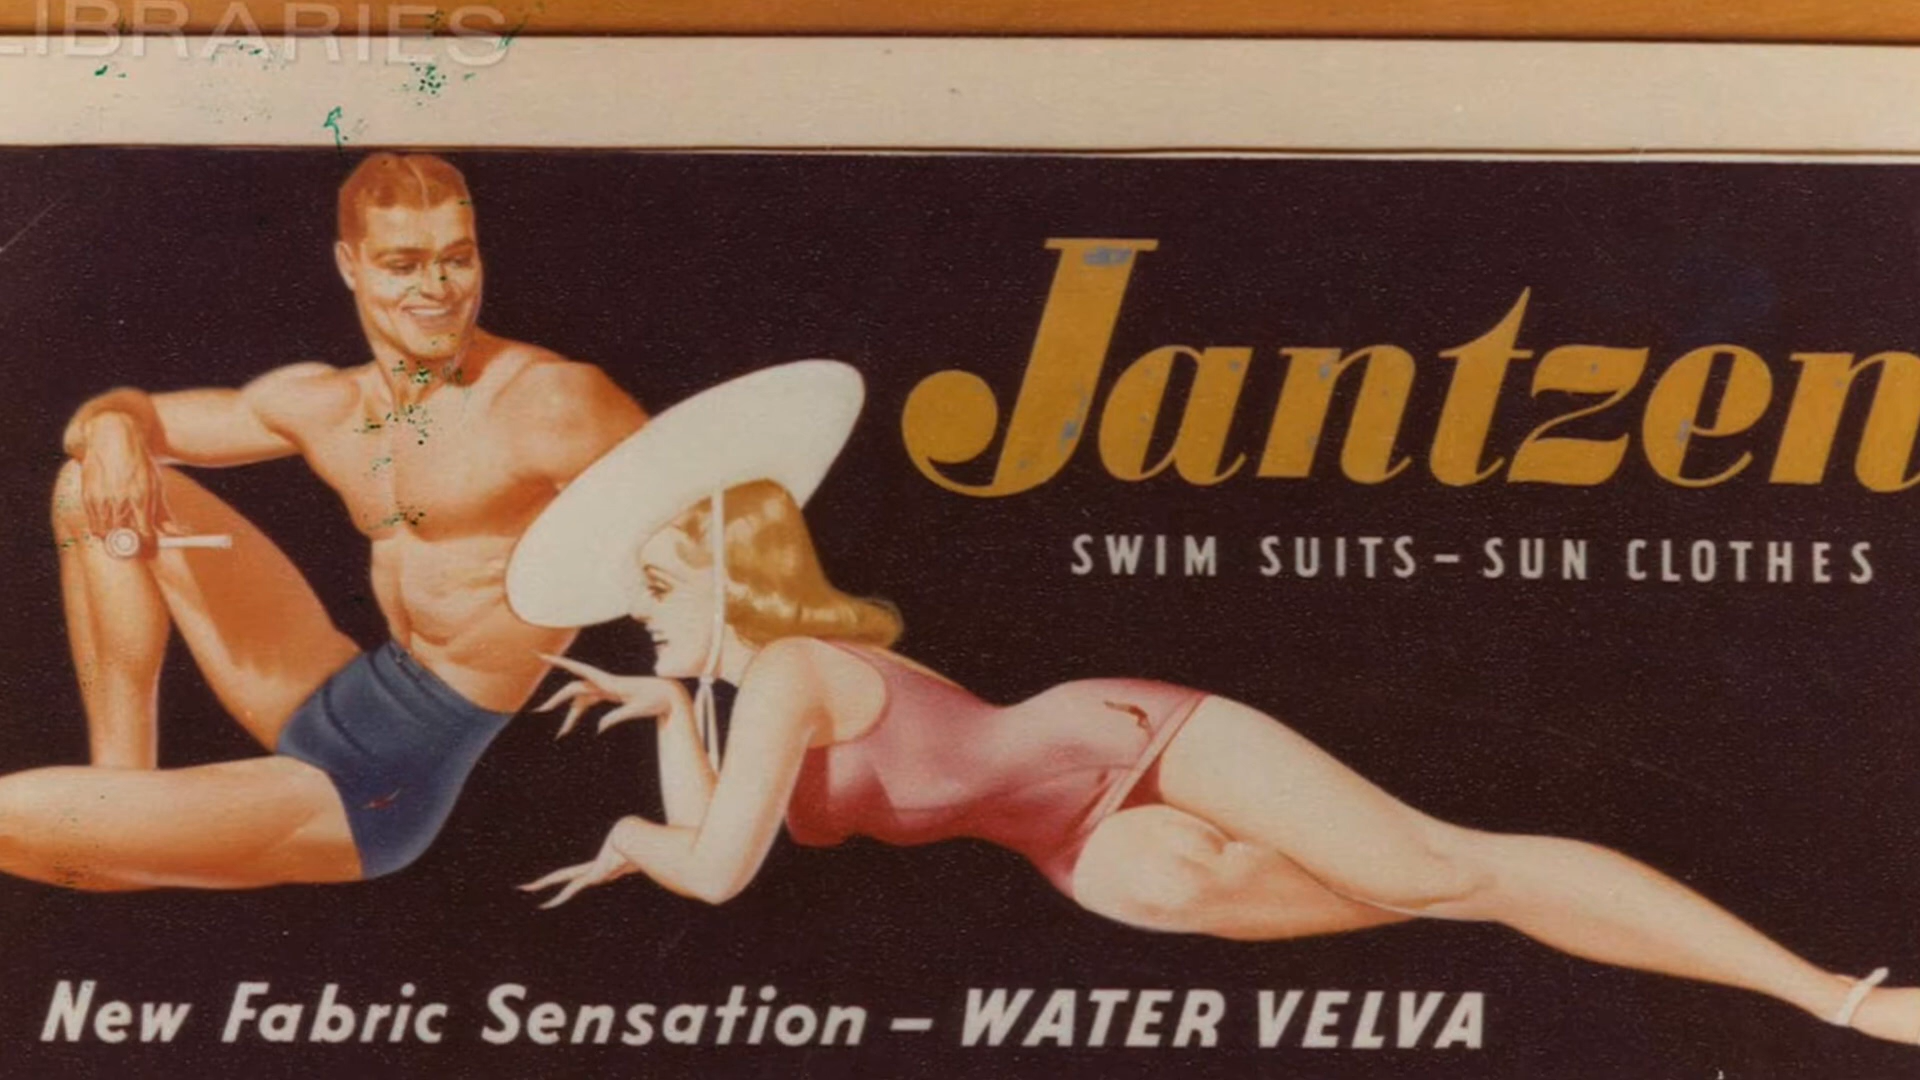 LIBRARIES
Jantzen
SWIM SUITS – SUN CLOTHES
New Fabric Sensation – WATER VELVA